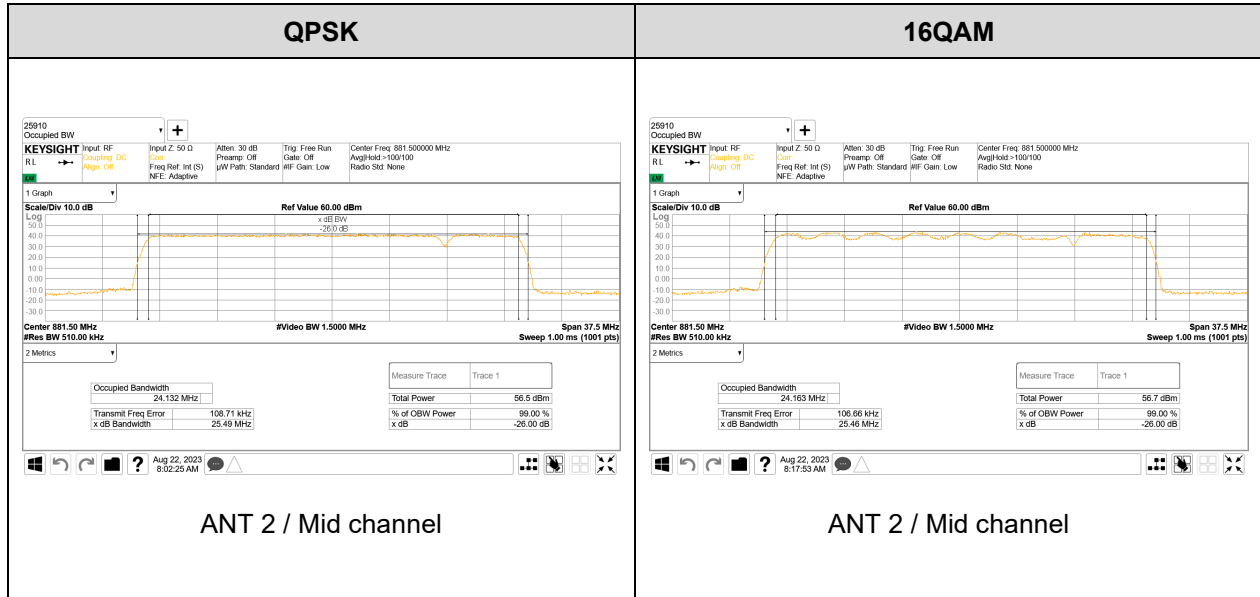 QPSK
16QAM
25910
Occupied BW
KEYSIGHT Input: RF Input Z: 50 Ω Atten: 30 dB Trig: Free Run Center Freq: 881.500000 MHz
R L Coupling: DC Corr Preamp: Off Gate: Off Avg|Hold:>100/100
Align: Off Freq Ref: Int (S) µW Path: Standard #IF Gain: Low Radio Std: None
NFE: Adaptive
1 Graph
Scale/Div 10.0 dB Ref Value 60.00 dBm
Log
x dB BW
-26.0 dB
50.0
40.0
30.0
20.0
10.0
0.00
-10.0
-20.0
-30.0
Center 881.50 MHz #Video BW 1.5000 MHz Span 37.5 MHz
#Res BW 510.00 kHz Sweep 1.00 ms (1001 pts)
2 Metrics
Measure Trace Trace 1
Occupied Bandwidth
24.132 MHz Total Power 56.5 dBm
Transmit Freq Error 108.71 kHz % of OBW Power 99.00 %
x dB Bandwidth 25.49 MHz x dB -26.00 dB
Aug 22, 2023
8:02:25 AM
ANT 2 / Mid channel
25910
Occupied BW
KEYSIGHT Input: RF Input Z: 50 Ω Atten: 30 dB Trig: Free Run Center Freq: 881.500000 MHz
R L Coupling: DC Corr Preamp: Off Gate: Off Avg|Hold:>100/100
Align: Off Freq Ref: Int (S) µW Path: Standard #IF Gain: Low Radio Std: None
NFE: Adaptive
1 Graph
Scale/Div 10.0 dB Ref Value 60.00 dBm
Log
50.0
40.0
30.0
20.0
10.0
0.00
-10.0
-20.0
-30.0
Center 881.50 MHz #Video BW 1.5000 MHz Span 37.5 MHz
#Res BW 510.00 kHz Sweep 1.00 ms (1001 pts)
2 Metrics
Measure Trace Trace 1
Occupied Bandwidth
24.163 MHz Total Power 56.7 dBm
Transmit Freq Error 106.66 kHz % of OBW Power 99.00 %
x dB Bandwidth 25.46 MHz x dB -26.00 dB
Aug 22, 2023
8:17:53 AM
ANT 2 / Mid channel